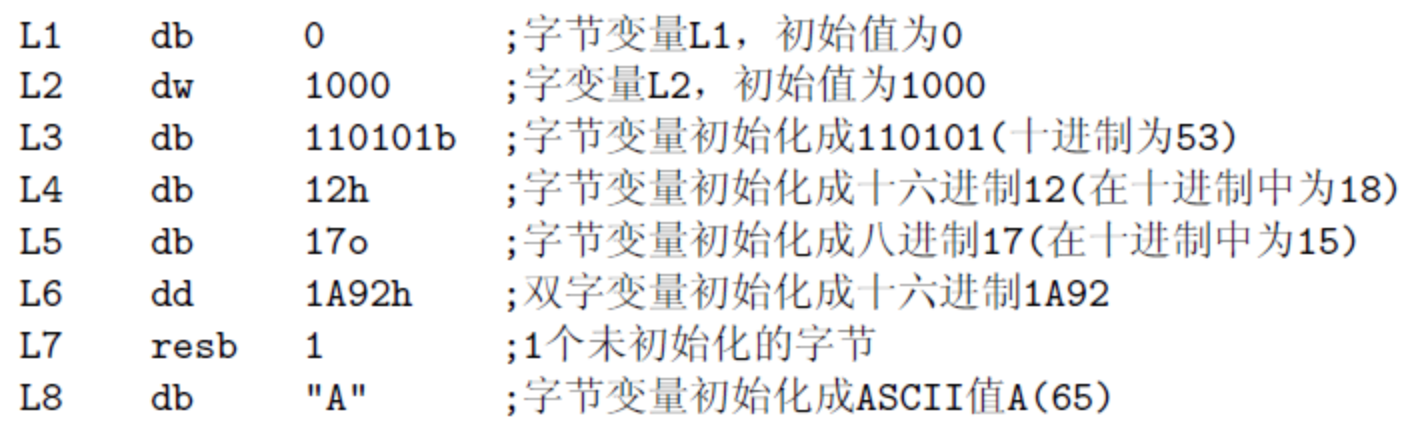 L1 db 0 ;字节变量L1，初始值为0
L2 dw 1000 ;字变量L2，初始值为1000
L3 db 110101b ;字节变量初始化成110101(十进制为53)
L4 db 12h ;字节变量初始化成十六进制12(在十进制中为18)
L5 db 17o ;字节变量初始化成八进制17(在十进制中为15)
L6 dd 1A92h ;双字变量初始化成十六进制1A92
L7 resb 1 ;1个未初始化的字节
L8 db "A" ;字节变量初始化成ASCII值A(65)